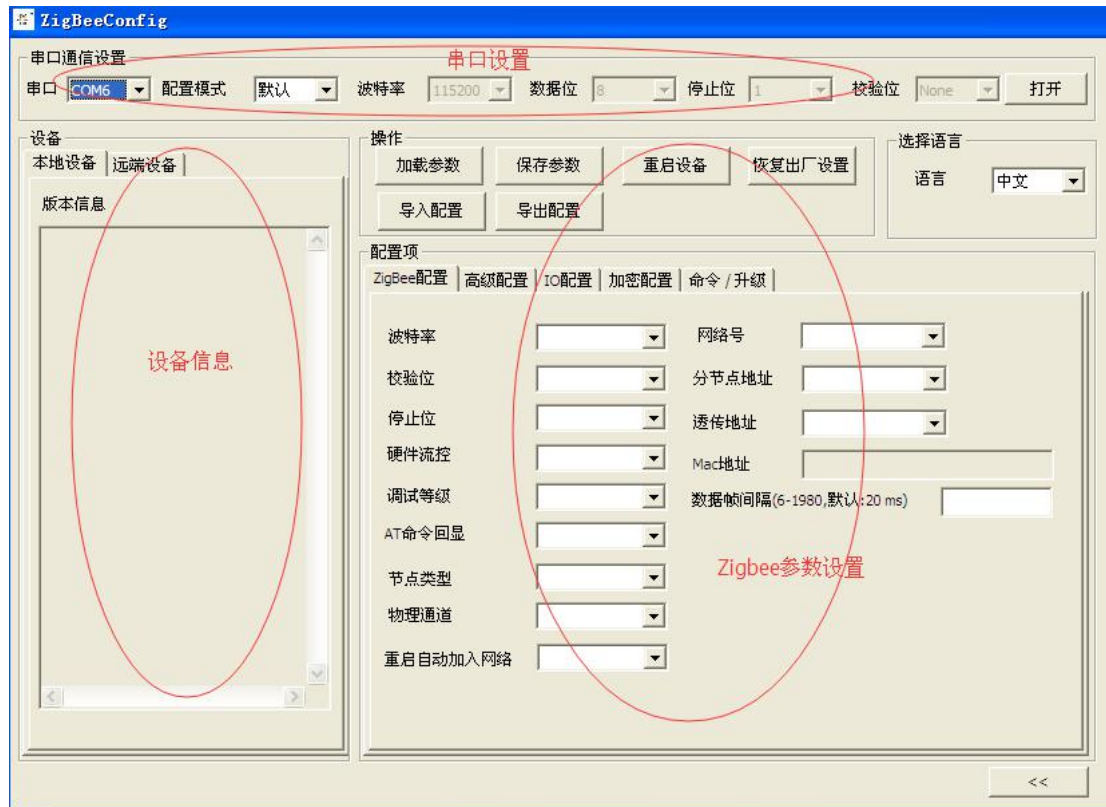 ZigBeeConfig
串口通信设置
串口设置
串口 COM6 配置模式 默认 波特率 115200 数据位 8 停止位 1 校验位 None 打开
设备
本地设备 远端设备
版本信息
设备信息
操作
加载参数 保存参数 重启设备 恢复出厂设置
导入配置 导出配置
选择语言
语言 中文
配置项
ZigBee配置 高级配置 IO配置 加密配置 命令 / 升级
波特率 网络号
校验位 分节点地址
停止位 透传地址
硬件流控 Mac地址
调试等级 数据帧间隔(6-1980,默认:20 ms)
AT命令回显
Zigbee参数设置
节点类型
物理通道
重启自动加入网络
<<